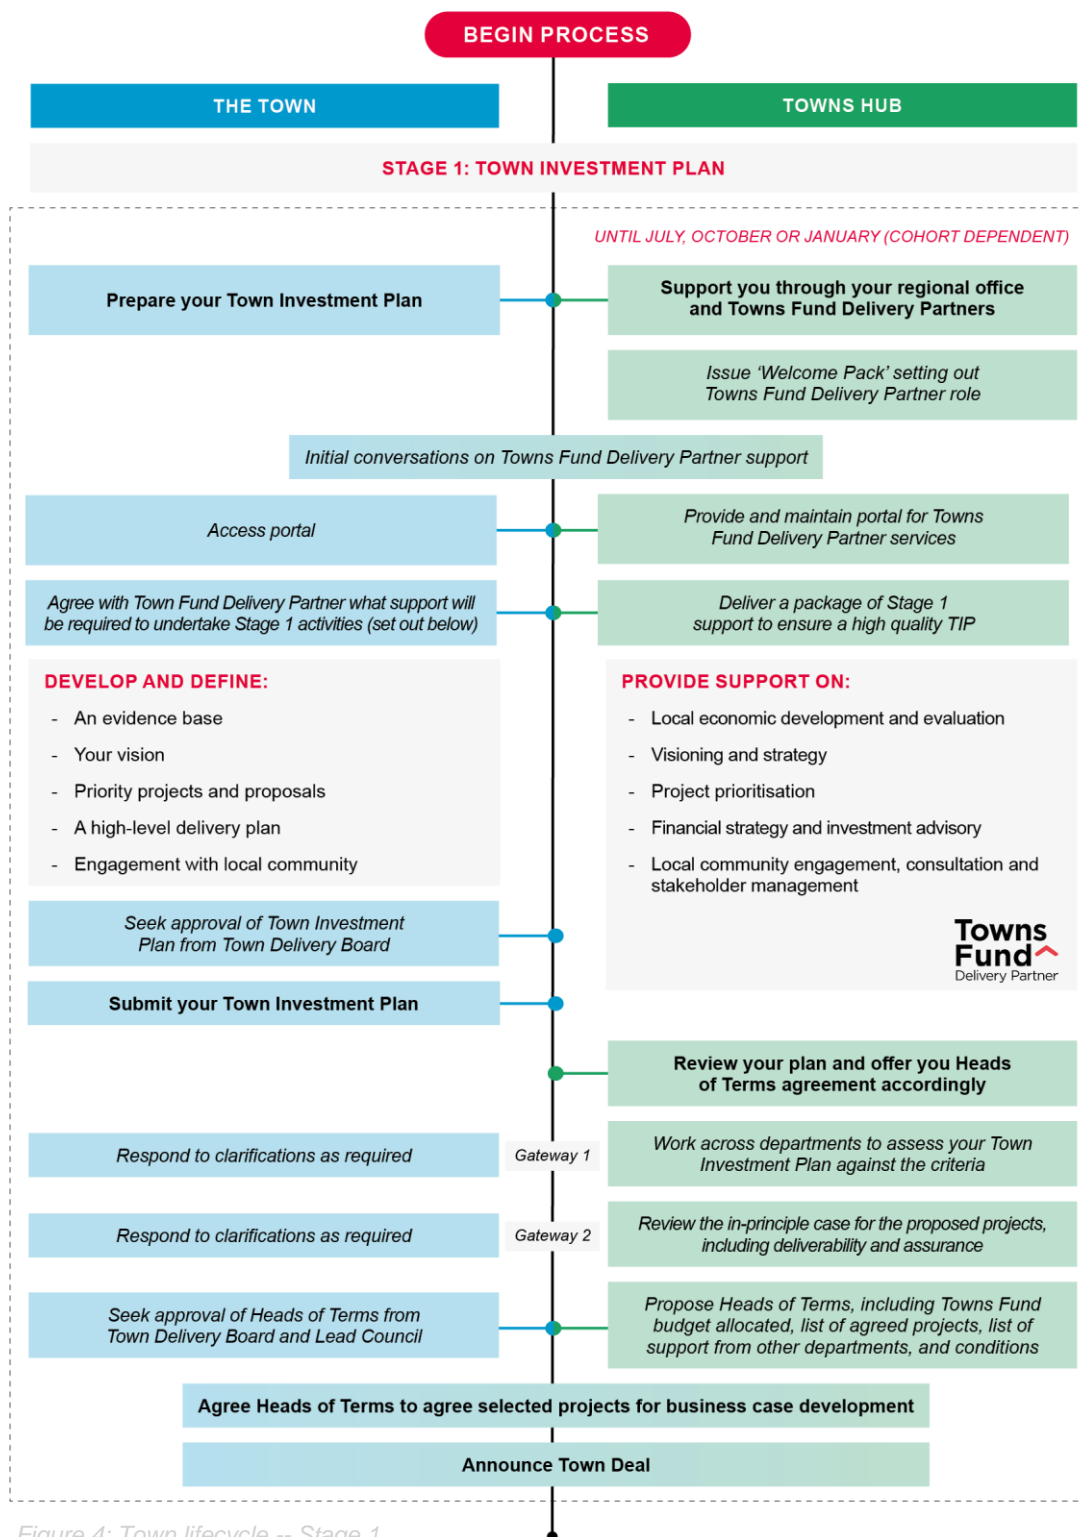 BEGIN PROCESS
THE TOWN
TOWNS HUB
STAGE 1: TOWN INVESTMENT PLAN
UNTIL JULY, OCTOBER OR JANUARY (COHORT DEPENDENT)
Prepare your Town Investment Plan
Support you through your regional office
and Towns Fund Delivery Partners
Issue ‘Welcome Pack’ setting out
Towns Fund Delivery Partner role
Initial conversations on Towns Fund Delivery Partner support
Access portal
Provide and maintain portal for Towns
Fund Delivery Partner services
Agree with Town Fund Delivery Partner what support will
be required to undertake Stage 1 activities (set out below)
Deliver a package of Stage 1
support to ensure a high quality TIP
DEVELOP AND DEFINE:
- An evidence base
- Your vision
- Priority projects and proposals
- A high-level delivery plan
- Engagement with local community
PROVIDE SUPPORT ON:
- Local economic development and evaluation
- Visioning and strategy
- Project prioritisation
- Financial strategy and investment advisory
- Local community engagement, consultation and
stakeholder management
Towns
Fund
Delivery Partner
Seek approval of Town Investment
Plan from Town Delivery Board
Submit your Town Investment Plan
Review your plan and offer you Heads
of Terms agreement accordingly
Respond to clarifications as required
Gateway 1
Work across departments to assess your Town
Investment Plan against the criteria
Respond to clarifications as required
Gateway 2
Review the in-principle case for the proposed projects,
including deliverability and assurance
Seek approval of Heads of Terms from
Town Delivery Board and Lead Council
Propose Heads of Terms, including Towns Fund
budget allocated, list of agreed projects, list of
support from other departments, and conditions
Agree Heads of Terms to agree selected projects for business case development
Announce Town Deal
Figure 4: Town lifecycle -- Stage 1